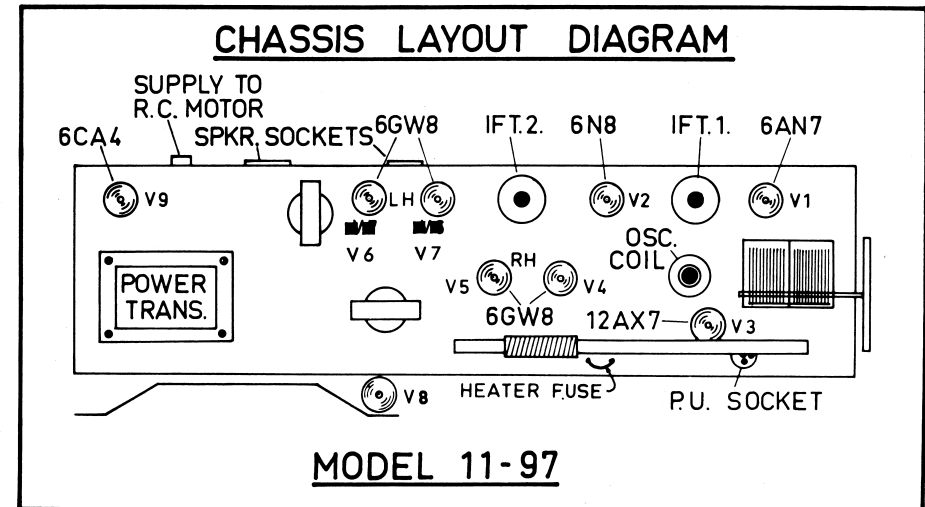 CHASSIS LAYOUT DIAGRAM
SUPPLY TO
R.C. MOTOR
6CA4
SPKR. SOCKETS
6GW8
IFT.2.
6N8
IFT.1.
6AN7
V9
LH
V2
V1
V6
V7
OSC.
COIL
RH
V5
V4
POWER
TRANS.
6GW8
12AX7
V3
HEATER FUSE
P.U. SOCKET
V8
MODEL 11-97